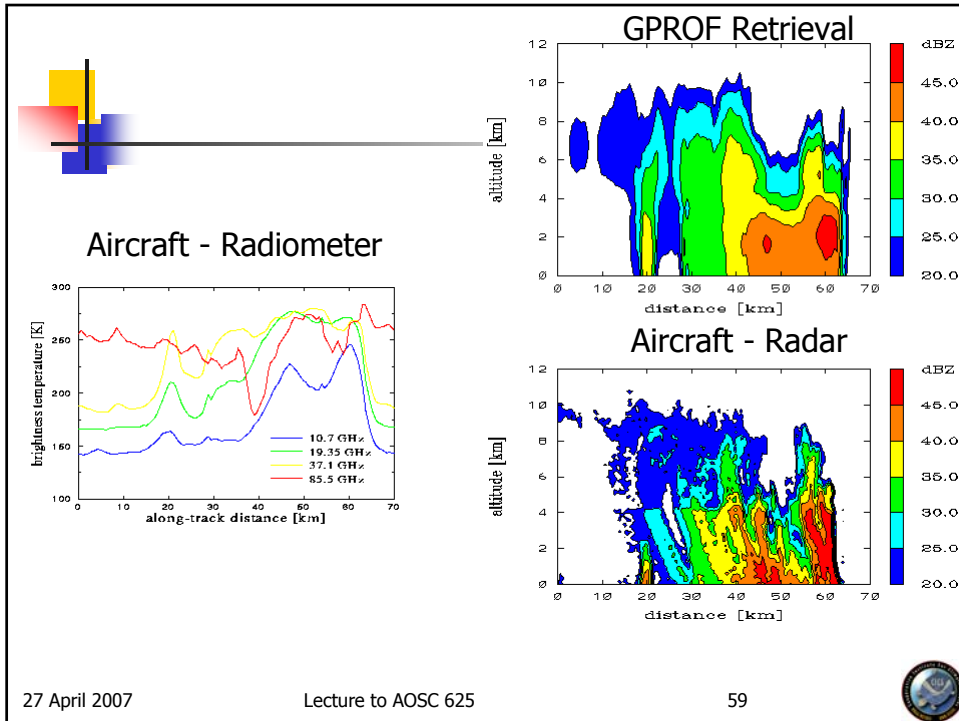 GPROF Retrieval
12
10
8
6
4
2
0
altitude [km]
0 10 20 30 40 50 60 70
distance [km]
dBZ
45.0
40.0
35.0
30.0
25.0
20.0
Aircraft - Radiometer
300
250
200
150
100
brightness temperature [K]
10.7 GHz
19.35 GHz
37.1 GHz
85.5 GHz
0 10 20 30 40 50 60 70
along-track distance [km]
Aircraft - Radar
12
10
8
6
4
2
0
altitude [km]
0 10 20 30 40 50 60 70
distance [km]
dBZ
45.0
40.0
35.0
30.0
25.0
20.0
27 April 2007 Lecture to AOSC 625 59